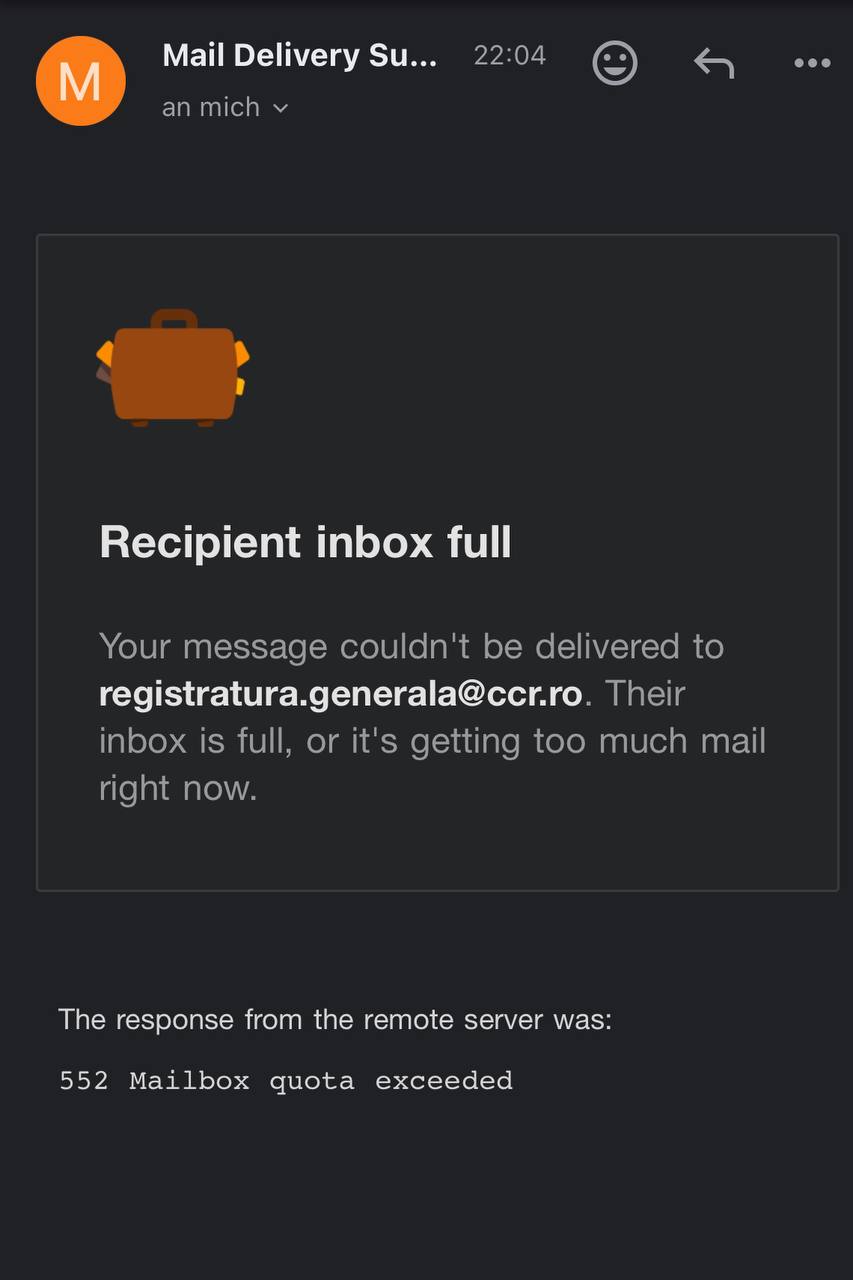 M
Mail Delivery Su... 22:04
an mich
Recipient inbox full
Your message couldn't be delivered to
registratura.generala@ccr.ro. Their
inbox is full, or it's getting too much mail
right now.
The response from the remote server was:
552 Mailbox quota exceeded